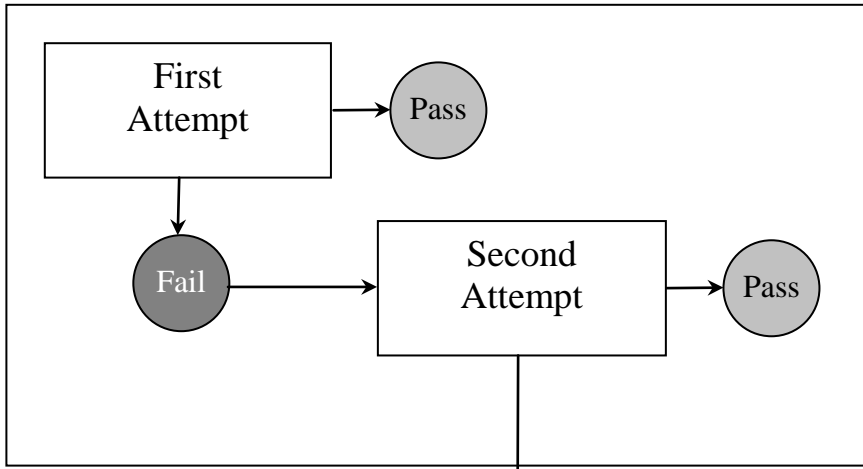 First
Attempt
Pass
Fail
Second
Attempt
Pass